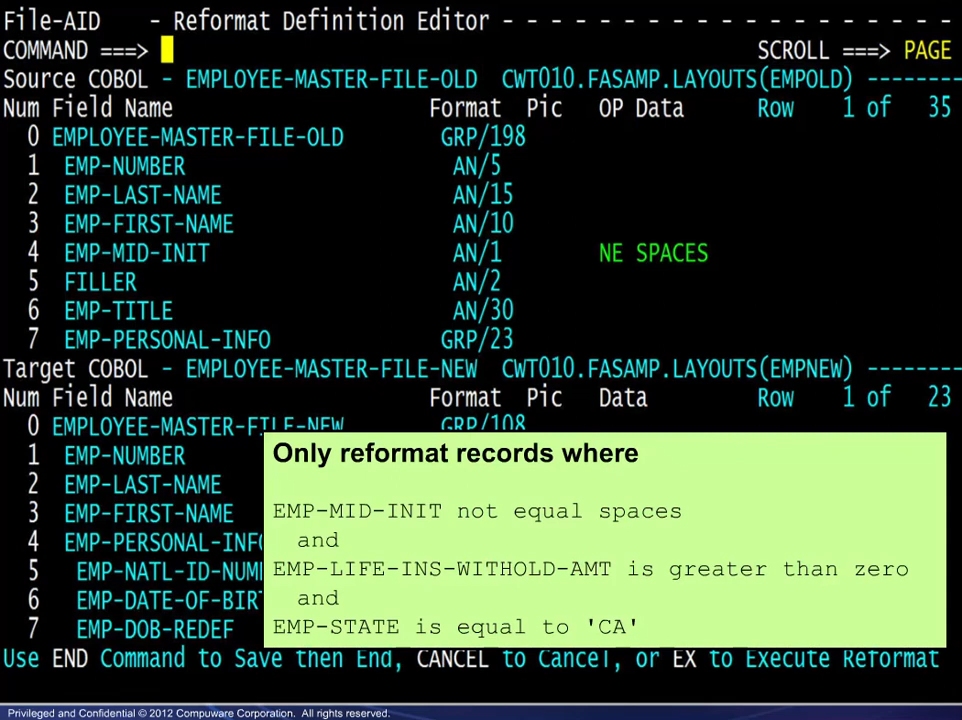 File-AID - Reformat Definition Editor - - - - - - - - - - - - - - - - - - -
COMMAND ===> SCROLL ===> PAGE
Source COBOL - EMPLOYEE-MASTER-FILE-OLD CWT010.FASAMP.LAYOUTS(EMPOLD) --------
Num Field Name Format Pic OP Data Row 1 of 35
0 EMPLOYEE-MASTER-FILE-OLD GRP/198
1 EMP-NUMBER AN/5
2 EMP-LAST-NAME AN/15
3 EMP-FIRST-NAME AN/10
4 EMP-MID-INIT AN/1 NE SPACES
5 FILLER AN/2
6 EMP-TITLE AN/30
7 EMP-PERSONAL-INFO GRP/23
Target COBOL - EMPLOYEE-MASTER-FILE-NEW CWT010.FASAMP.LAYOUTS(EMPNEW) --------
Num Field Name Format Pic Data Row 1 of 23
0 EMPLOYEE-MASTER-FILE-NEW GRP/108
1 EMP-NUMBER
2 EMP-LAST-NAME
3 EMP-FIRST-NAME
4 EMP-PERSONAL-INFO
5 EMP-NATL-ID-NUM
6 EMP-DATE-OF-BIRT
7 EMP-DOB-REDEF
Only reformat records where
EMP-MID-INIT not equal spaces
and
EMP-LIFE-INS-WITHOLD-AMT is greater than zero
and
EMP-STATE is equal to 'CA'
Use END Command to Save then End, CANCEL to Cancel, or EX to Execute Reformat
Privileged and Confidential © 2012 Compuware Corporation. All rights reserved.